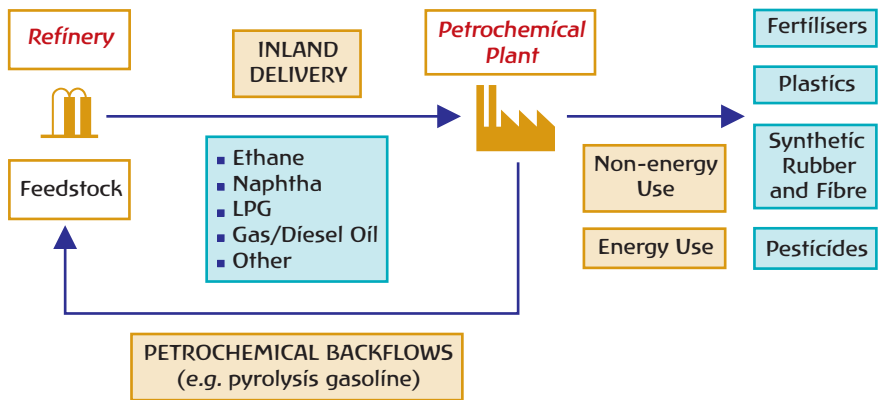 Refinery
INLAND
DELIVERY
Petrochemical
Plant
Fertilisers
Plastics
Synthetic
Rubber
and Fibre
Pesticides
Feedstock
■ Ethane
■ Naphtha
■ LPG
■ Gas/Diesel Oil
■ Other
Non-energy
Use
Energy Use
PETROCHEMICAL BACKFLOWS
(e.g. pyrolysis gasoline)